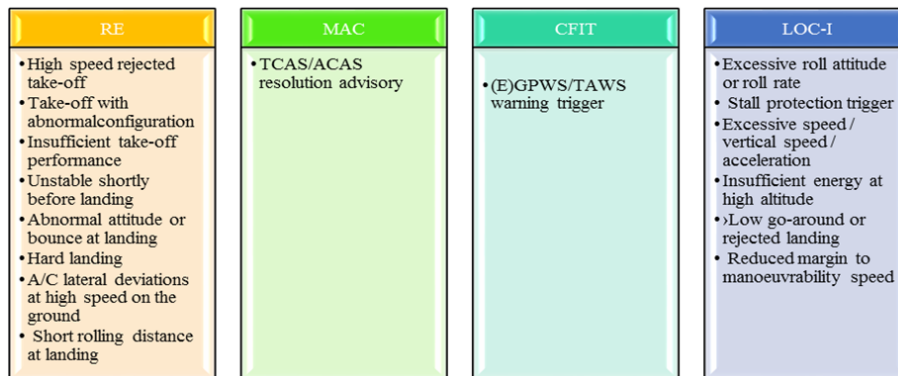 RE
• High speed rejected
take-off
• Take-off with
abnormalconfiguration
• Insufficient take-off
performance
• Unstable shortly
before landing
• Abnormal attitude or
bounce at landing
• Hard landing
• A/C lateral deviations
at high speed on the
ground
• Short rolling distance
at landing
MAC
• TCAS/ACAS
resolution advisory
CFIT
• (E)GPWS/TAWS
warning trigger
LOC-I
• Excessive roll attitude
or roll rate
• Stall protection trigger
• Excessive speed /
vertical speed /
acceleration
• Insufficient energy at
high altitude
• ›Low go-around or
rejected landing
• Reduced margin to
manoeuvrability speed